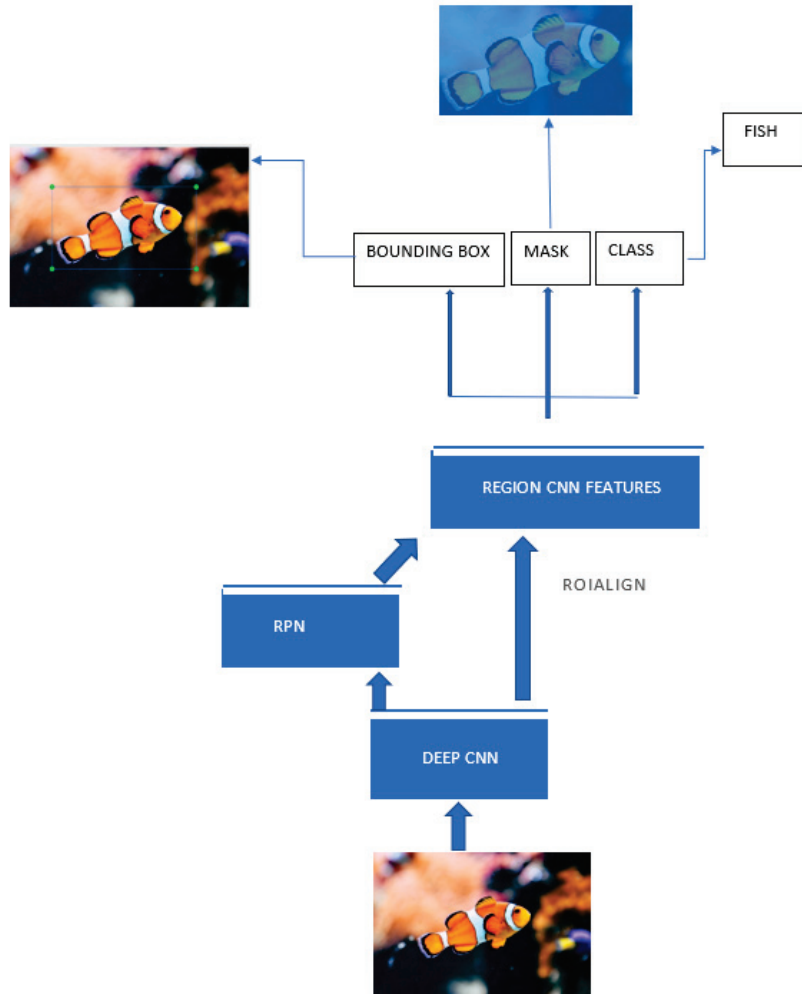 FISH
BOUNDING BOX
MASK
CLASS
REGION CNN FEATURES
ROIALIGN
RPN
DEEP CNN